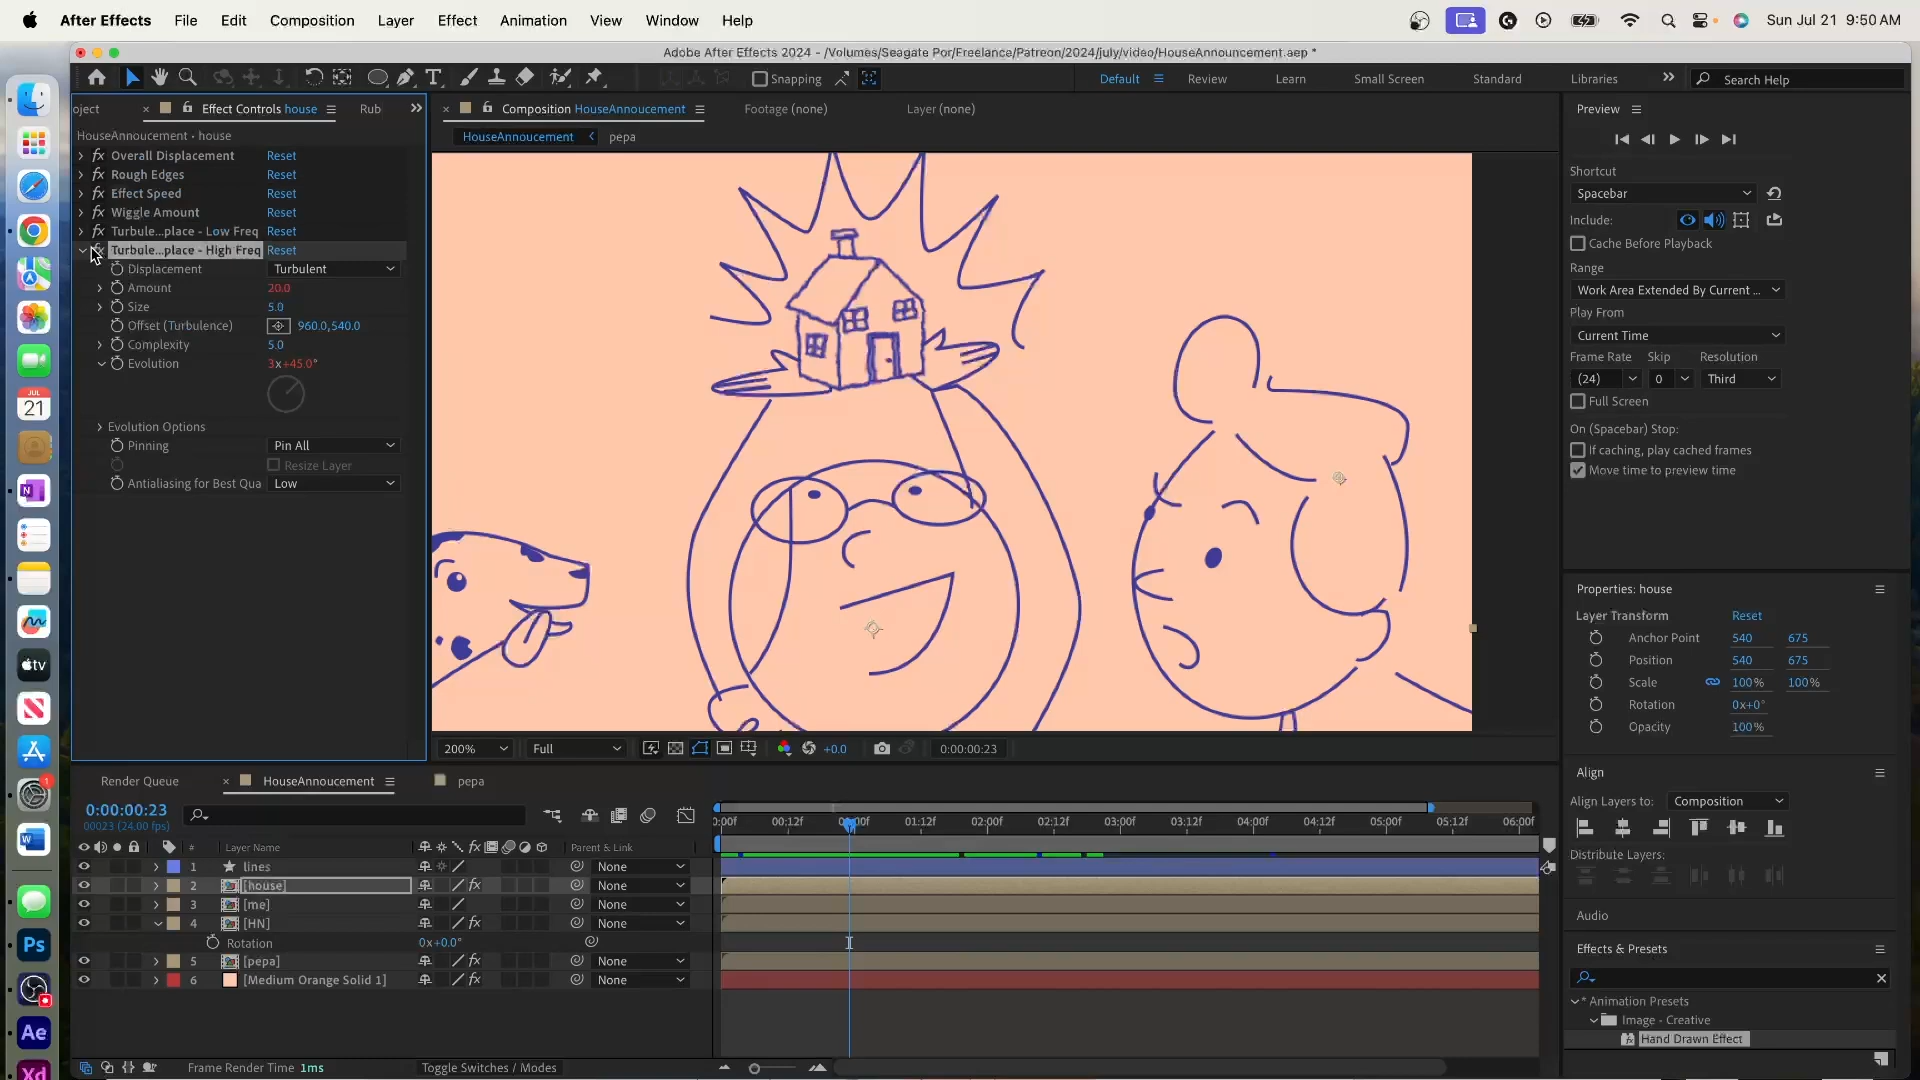 After Effects File Edit Composition Layer Effect Animation View Window Help Sun Jul 21 9:50 AM
Adobe After Effects 2024 - /Volumes/Seagate Por/Freelance/Patreon/2024/july/video/HouseAnnouncement.aep *
Snapping Default Review Learn Small Screen Standard Libraries Search Help
oject Effect Controls house Rub
HouseAnnoucement • house
Overall Displacement Reset
Rough Edges Reset
Effect Speed Reset
Wiggle Amount Reset
Turbule...place - Low Freq Reset
Turbule...place - High Freq Reset
Displacement Turbulent
Amount 20.0
Size 5.0
Offset (Turbulence) 960.0,540.0
Complexity 5.0
Evolution 3x+45.0°
Evolution Options
Pinning Pin All
Resize Layer
Antialiasing for Best Qua Low
Composition HouseAnnoucement Footage (none) Layer (none)
HouseAnnoucement pepa
200% Full +0.0 0:00:00:23
Preview
Shortcut
Spacebar
Include:
Cache Before Playback
Range
Work Area Extended By Current ...
Play From
Current Time
Frame Rate Skip Resolution
(24) 0 Third
Full Screen
On (Spacebar) Stop:
If caching, play cached frames
Move time to preview time
Properties: house
Layer Transform Reset
Anchor Point 540 675
Position 540 675
Scale 100% 100%
Rotation 0x+0°
Opacity 100%
Align
Align Layers to: Composition
Distribute Layers:
Audio
Effects & Presets
* Animation Presets
Image - Creative
Hand Drawn Effect
Render Queue HouseAnnoucement pepa
0:00:00:23
00023 (24.00 fps)
# Layer Name Parent & Link
:00f 00:12f 01:12f 02:00f 02:12f 03:00f 03:12f 04:00f 04:12f 05:00f 05:12f 06:00f
1 lines None
2 [house] None
3 [me] None
4 [HN] None
Rotation 0x+0.0°
5 [pepa] None
6 [Medium Orange Solid 1] None
Frame Render Time 1ms Toggle Switches / Modes
JUL
21
tv
1
Ps
Ae
Xd